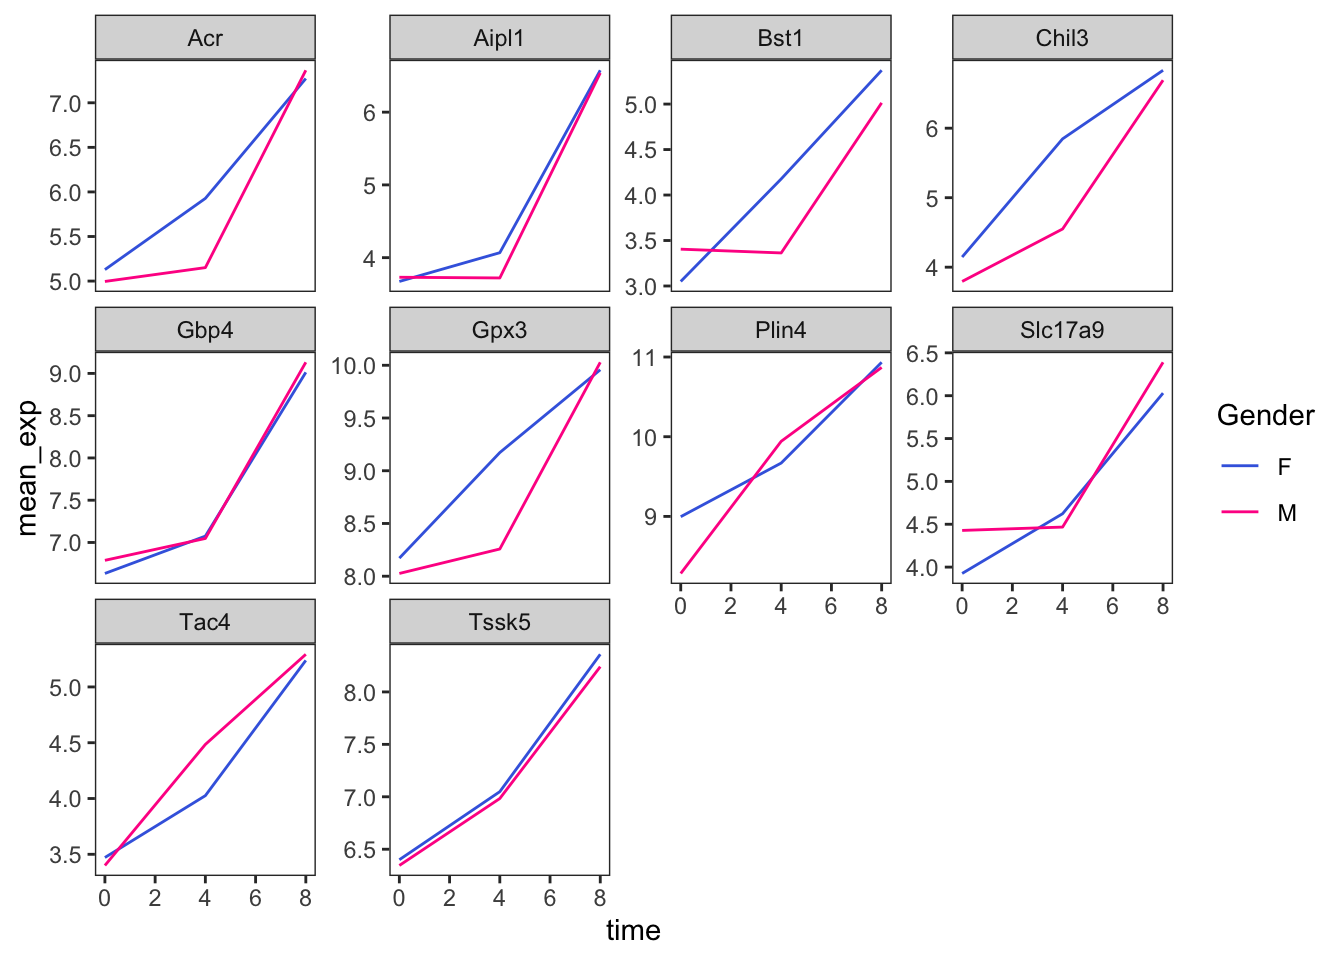 Acr Aipl1 Bst1 Chil3
7.0 6.5 6.0 5.5 5.0
6 5 4
5.0 4.5 4.0 3.5 3.0
6 5 4
Gbp4 Gpx3 Plin4 Slc17a9
9.0 8.5 8.0 7.5 7.0
10.0 9.5 9.0 8.5 8.0
11 10 9
6.5 6.0 5.5 5.0 4.5 4.0
0 2 4 6 8
0 2 4 6 8
Tac4 Tssk5
5.0 4.5 4.0 3.5
8.0 7.5 7.0 6.5
0 2 4 6 8
0 2 4 6 8
time
mean_exp
Gender
F
M